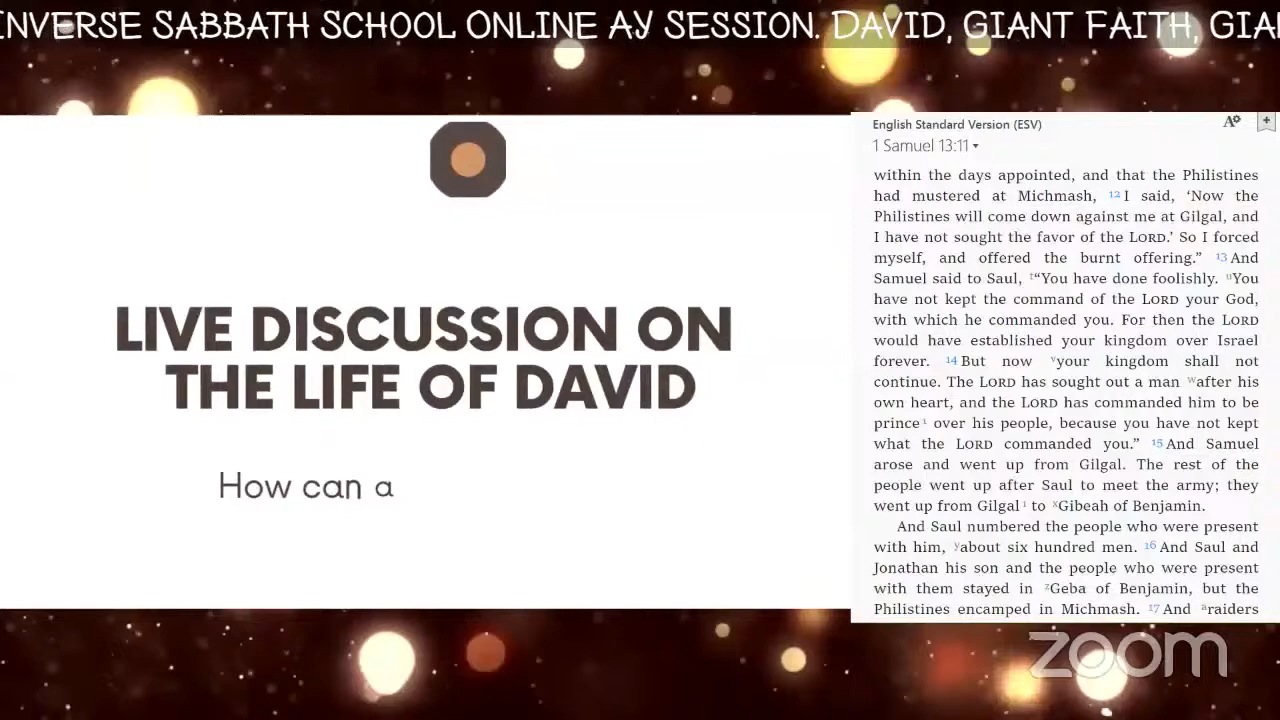 INVERSE SABBATH SCHOOL ONLINE AY SESSION. DAVID, GIANT FAITH,
LIVE DISCUSSION ON
THE LIFE OF DAVID
How can a
English Standard Version (ESV)
1 Samuel 13:11
within the days appointed, and that the Philistines
had mustered at Michmash, 12 I said, ‘Now the
Philistines will come down against me at Gilgal, and
I have not sought the favor of the LORD.’ So I forced
myself, and offered the burnt offering.” 13 And
Samuel said to Saul, t“You have done foolishly. uYou
have not kept the command of the LORD your God,
with which he commanded you. For then the LORD
would have established your kingdom over Israel
forever. 14 But now vyour kingdom shall not
continue. The LORD has sought out a man wafter his
own heart, and the LORD has commanded him to be
prince1 over his people, because you have not kept
what the LORD commanded you.” 15 And Samuel
arose and went up from Gilgal. The rest of the
people went up after Saul to meet the army; they
went up from Gilgal1 to xGibeah of Benjamin.
And Saul numbered the people who were present
with him, yabout six hundred men. 16 And Saul and
Jonathan his son and the people who were present
with them stayed in zGeba of Benjamin, but the
Philistines encamped in Michmash. 17 And araiders
zoom